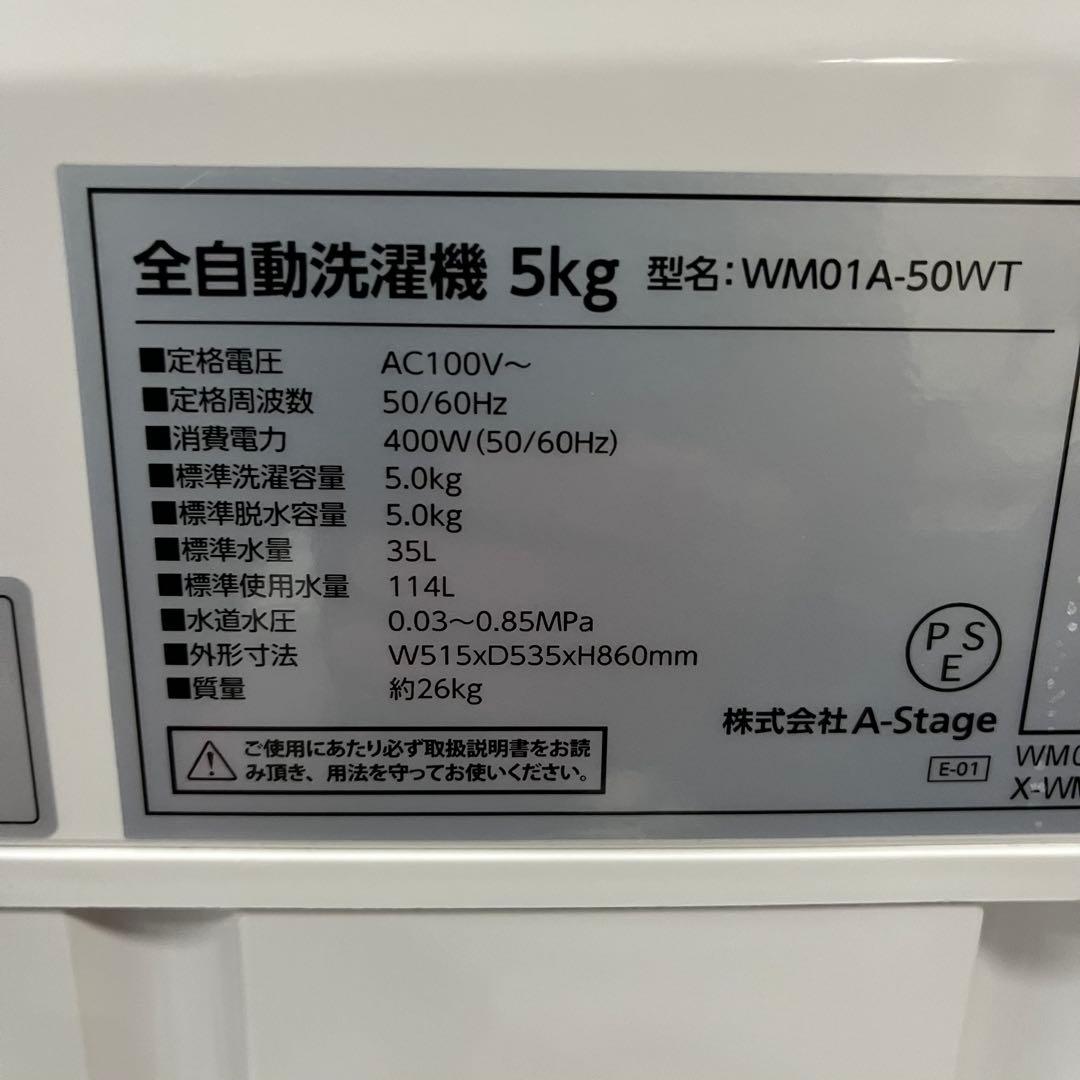 全自動洗濯機 5kg 型名：WM01A-50WT
■定格電圧 AC100V～
■定格周波数 50/60Hz
■消費電力 400W(50/60Hz)
■標準洗濯容量 5.0kg
■標準脱水容量 5.0kg
■標準水量 35L
■標準使用水量 114L
■水道水圧 0.03～0.85MPa
■外形寸法 W515xD535xH860mm
■質量 約26kg
PSE
株式会社A-Stage
ご使用にあたり必ず取扱説明書をお読
み頂き、用法を守ってお使いください。
E-01